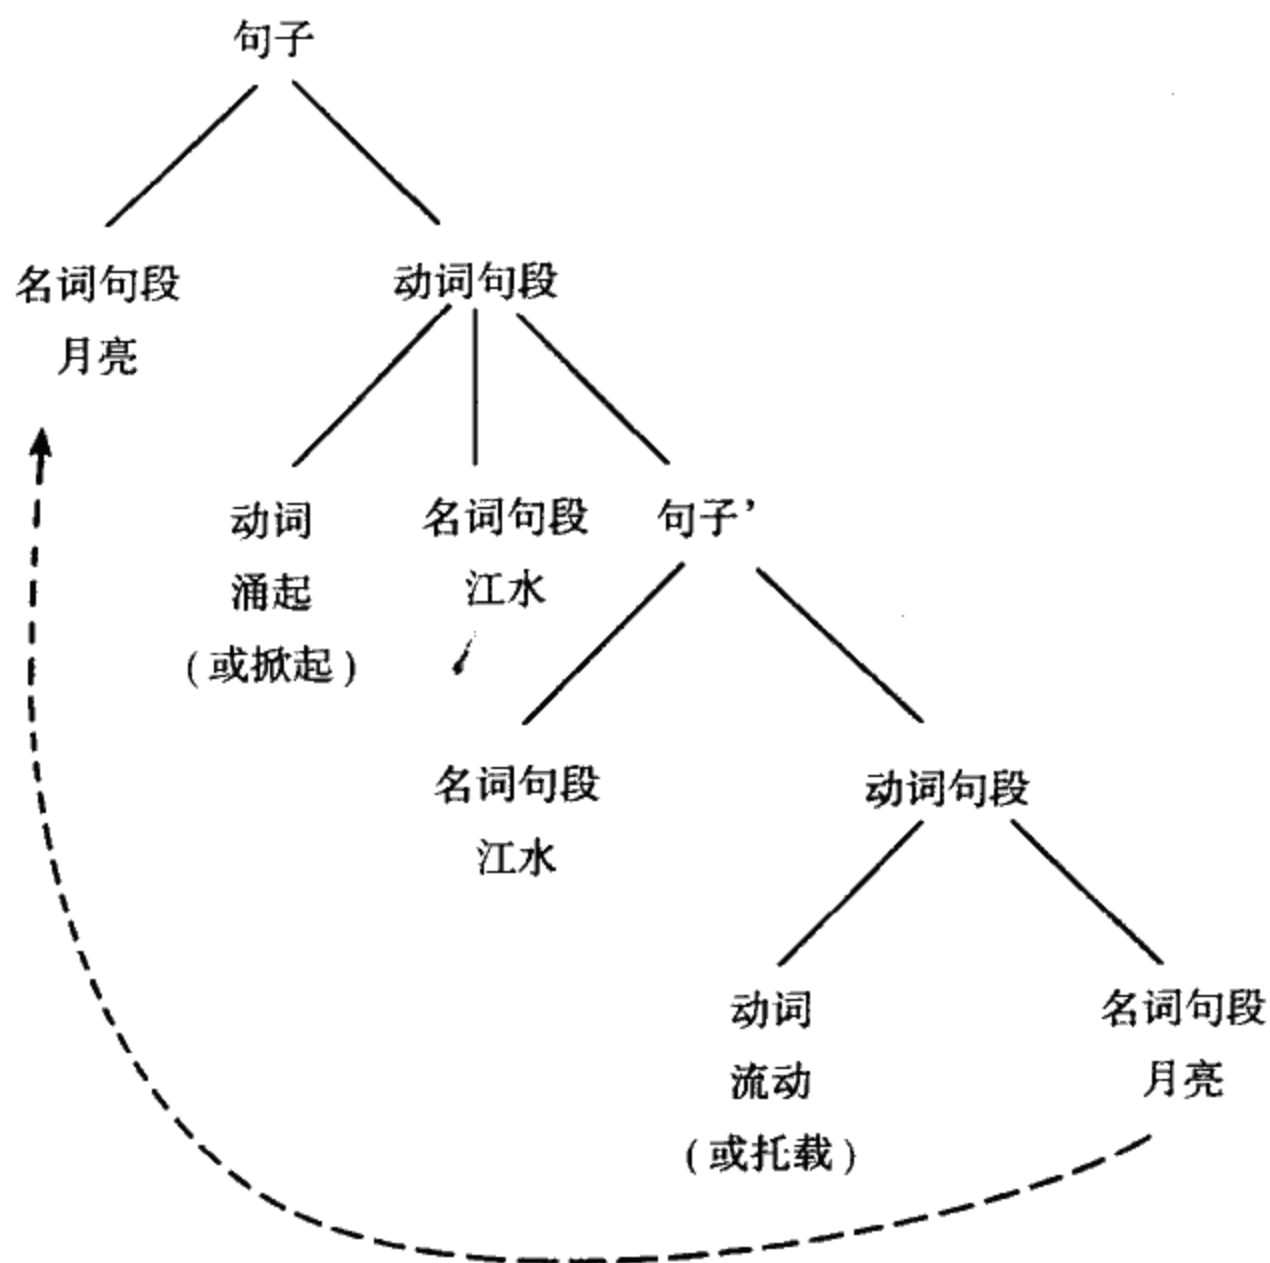 句子
名词句段
月亮
动词句段
动词
涌起
(或掀起)
名词句段
江水
句子’
名词句段
江水
动词句段
动词
流动
(或托载)
名词句段
月亮